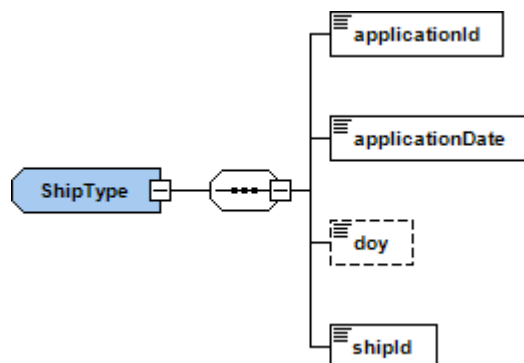 applicationId
applicationDate
ShipType
doy
shipId